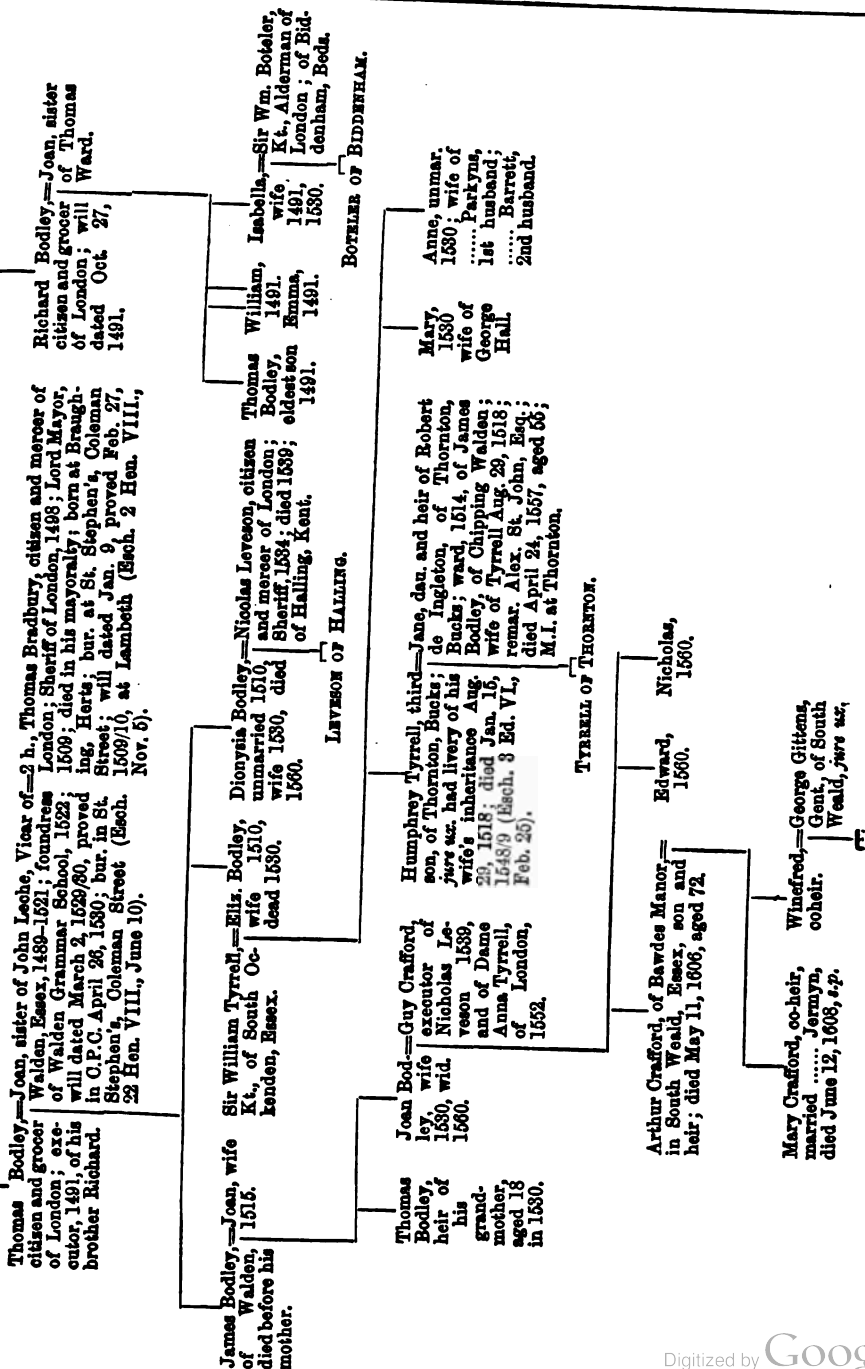 Thomas Bodley,=Joan, sister of John Leche, Vicar of=2 h., Thomas Bradbury, citizen and mercer of
citizen and grocer
of London; exe-
cutor, 1491, of his
brother Richard.
Walden, Essex, 1489-1521; foundress
of Walden Grammar School, 1522;
will dated March 2, 1529/30, proved
in C.P.C. April 26, 1530; bur. in St.
Stephen's, Coleman Street (Esch.
22 Hen. VIII., June 10).
London; Sheriff of London, 1498; Lord Mayor,
1509; died in his mayoralty; born at Braugh-
ing, Herts; bur. at St. Stephen's, Coleman
Street; will dated Jan. 9, proved Feb. 27,
1509/10, at Lambeth (Esch. 2 Hen. VIII.,
Nov. 5).
Richard Bodley,=Joan, sister
citizen and grocer
of London; will
dated Oct. 27,
1491.
of Thomas
Ward.
James Bodley,=Joan, wife
of Walden,
died before his
mother.
1515.
Sir William Tyrrell,=Eliz. Bodley,
Kt., of South Oc-
kenden, Essex.
wife 1510,
dead 1530.
Dionysia Bodley,=Nicolas Leveson, citizen
unmarried 1510,
wife 1530, died
1560.
and mercer of London;
Sheriff, 1534; died 1539;
of Halling, Kent.
LEVESON OF HALLING.
Thomas
Bodley,
eldest son
1491.
William,
1491.
Emma,
1491.
Isabella,=Sir Wm. Boteler,
wife
1491,
1530.
Kt., Alderman of
London; of Bid-
denham, Beds.
BOTELER OF BIDDENHAM.
Thomas
Bodley,
heir of
his
grand-
mother,
aged 18
in 1530.
Joan Bod-=Guy Crafford,
ley, wife
1530, wid.
1560.
executor of
Nicholas Le-
veson 1539,
and of Dame
Anna Tyrrell,
of London,
1552.
Humphrey Tyrrell, third=Jane, dau. and heir of Robert
son, of Thornton, Bucks;
jure ux. had livery of his
wife's inheritance Aug.
29, 1518; died Jan. 15,
1548/9 (Esch. 3 Ed. VI.,
Feb. 25).
de Ingleton, of Thornton,
Bucks; ward, 1514, of James
Bodley, of Chipping Walden;
wife of Tyrrell Aug. 29, 1518;
remar. Alex. St. John, Esq.;
died April 24, 1557, aged 55;
M.I. at Thornton.
TYRRELL OF THORNTON.
Mary,
1530
wife of
George
Hall.
Anne, unmar.
1530; wife of
...... Parkyns,
1st husband;
...... Barrett,
2nd husband.
Arthur Crafford, of Bawdes Manor,=
in South Weald, Essex, son and
heir; died May 11, 1606, aged 72.
Edward,
1560.
Nicholas,
1560.
Mary Crafford, co-heir,
married ...... Jermyn,
died June 12, 1608, s.p.
Winefred,=George Gittens,
coheir.
Gent., of South
Weald, jure ux.
Digitized by Goog